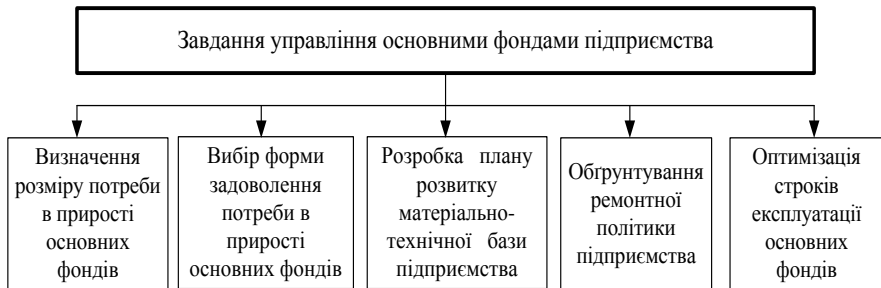 Завдання управління основними фондами підприємства
Визначення
розміру потреби
в прирості
основних
фондів
Вибір форми
задоволення
потреби в
прирості
основних фондів
Розробка плану
розвитку
матеріально-
технічної бази
підприємства
Обґрунтування
ремонтної
політики
підприємства
Оптимізація
строків
експлуатації
основних
фондів